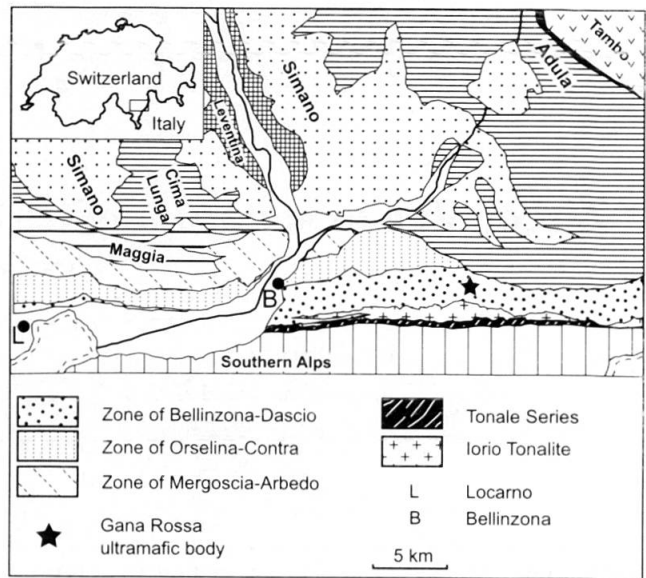 Switzerland
Italy
Leventina
Simano
Adula
Tambo
Simano
Cima
Lunga
Maggia
B
L
Southern Alps
Zone of Bellinzona-Dascio
Zone of Orselina-Contra
Zone of Mergoscia-Arbedo
Gana Rossa
ultramafic body
Tonale Series
Iorio Tonalite
L Locarno
B Bellinzona
5 km